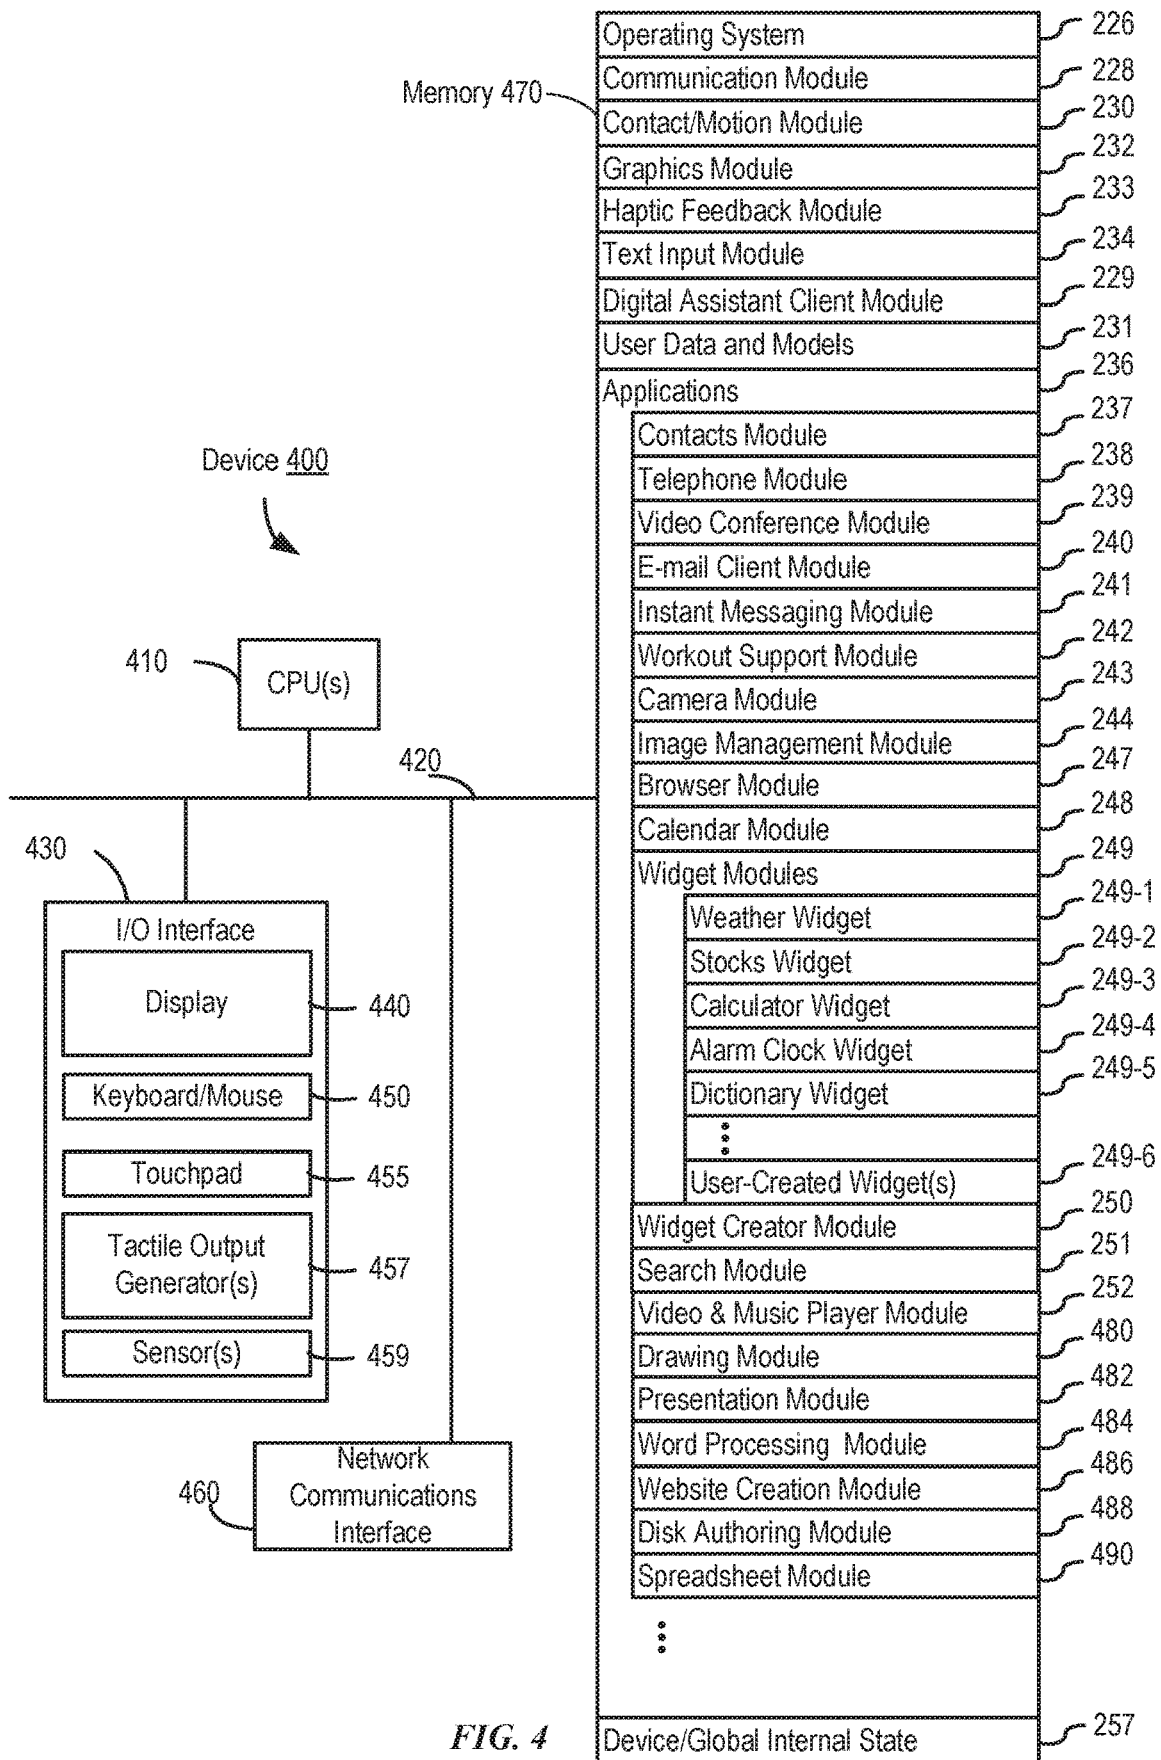 Operating System 226
Communication Module 228
Memory 470
Contact/Motion Module 230
Graphics Module 232
Haptic Feedback Module 233
Text Input Module 234
Digital Assistant Client Module 229
User Data and Models 231
Applications 236
Contacts Module 237
Telephone Module 238
Video Conference Module 239
E-mail Client Module 240
Instant Messaging Module 241
Workout Support Module 242
Camera Module 243
Image Management Module 244
Browser Module 247
Calendar Module 248
Widget Modules 249
Weather Widget 249-1
Stocks Widget 249-2
Calculator Widget 249-3
Alarm Clock Widget 249-4
Dictionary Widget 249-5
User-Created Widget(s) 249-6
Widget Creator Module 250
Search Module 251
Video & Music Player Module 252
Drawing Module 480
Presentation Module 482
Word Processing Module 484
Website Creation Module 486
Disk Authoring Module 488
Spreadsheet Module 490
Device/Global Internal State 257
Device 400
410
CPU(s)
420
430
I/O Interface
Display 440
Keyboard/Mouse 450
Touchpad 455
Tactile Output
Generator(s) 457
Sensor(s) 459
460
Network
Communications
Interface
FIG. 4